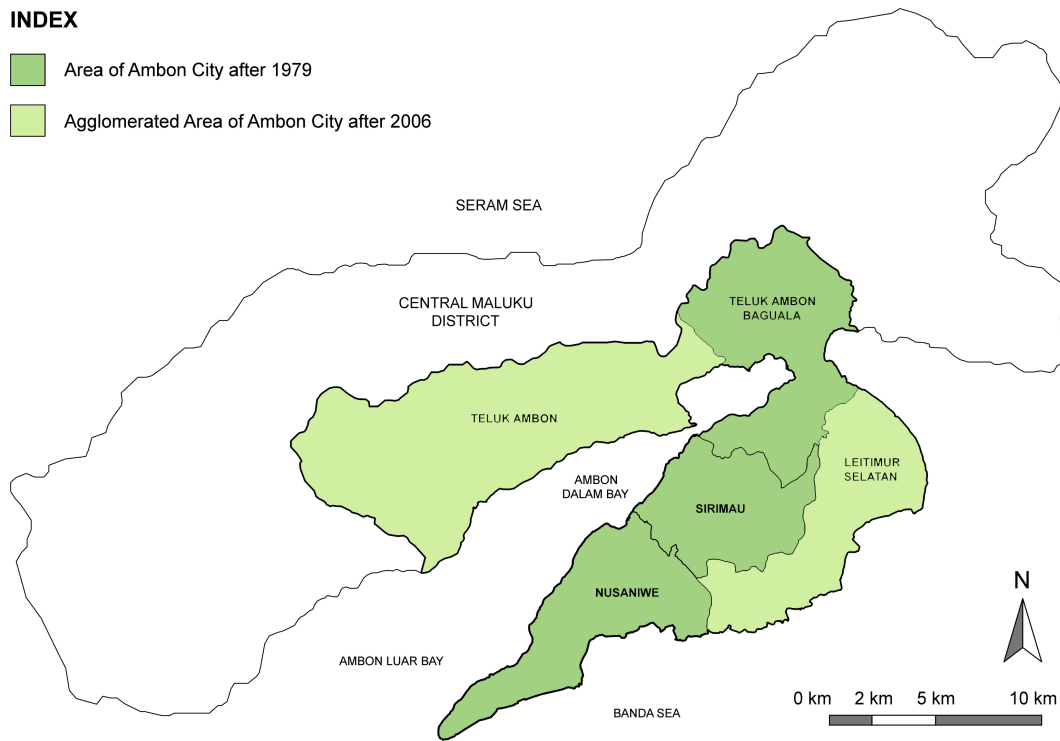 INDEX
Area of Ambon City after 1979
Agglomerated Area of Ambon City after 2006
SERAM SEA
CENTRAL MALUKU
DISTRICT
TELUK AMBON
BAGUALA
TELUK AMBON
LEITIMUR
SELATAN
AMBON
DALAM BAY
SIRIMAU
NUSANIWE
N
AMBON LUAR BAY
BANDA SEA
0 km 2 km 5 km 10 km